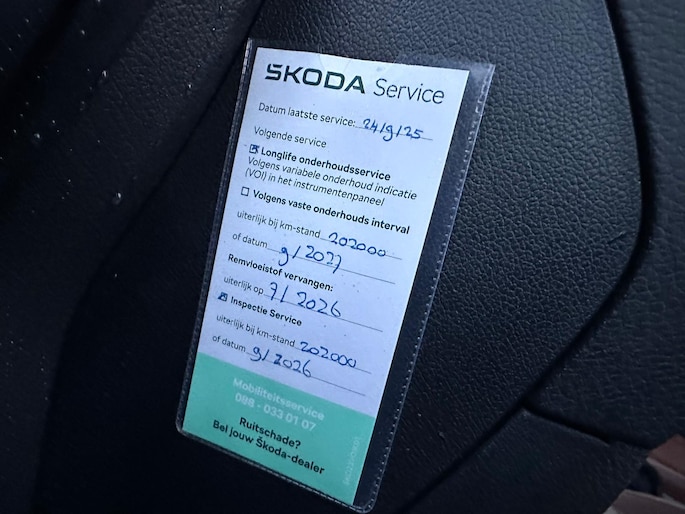 ŠKODA Service
Datum laatste service: 24/9/25
Volgende service
Longlife onderhoudsservice
Volgens variabele onderhoud indicatie
(VOI) in het instrumentenpaneel
Volgens vaste onderhouds interval
uiterlijk bij km-stand 202000
of datum 9/2027
Remvloeistof vervangen:
uiterlijk op 7/2026
Inspectie Service
uiterlijk bij km-stand 202000
of datum 9/2026
Mobiliteitsservice
088 - 033 01 07
Ruitschade?
Bel jouw Škoda-dealer